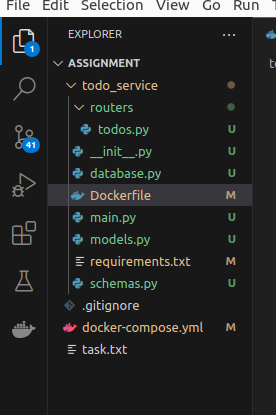 File Edit Selection View Go Run
EXPLORER ...
ASSIGNMENT
todo_service
routers
todos.py U
__init__.py U
database.py U
Dockerfile M
main.py U
models.py U
requirements.txt M
schemas.py U
.gitignore
docker-compose.yml M
task.txt
1
41